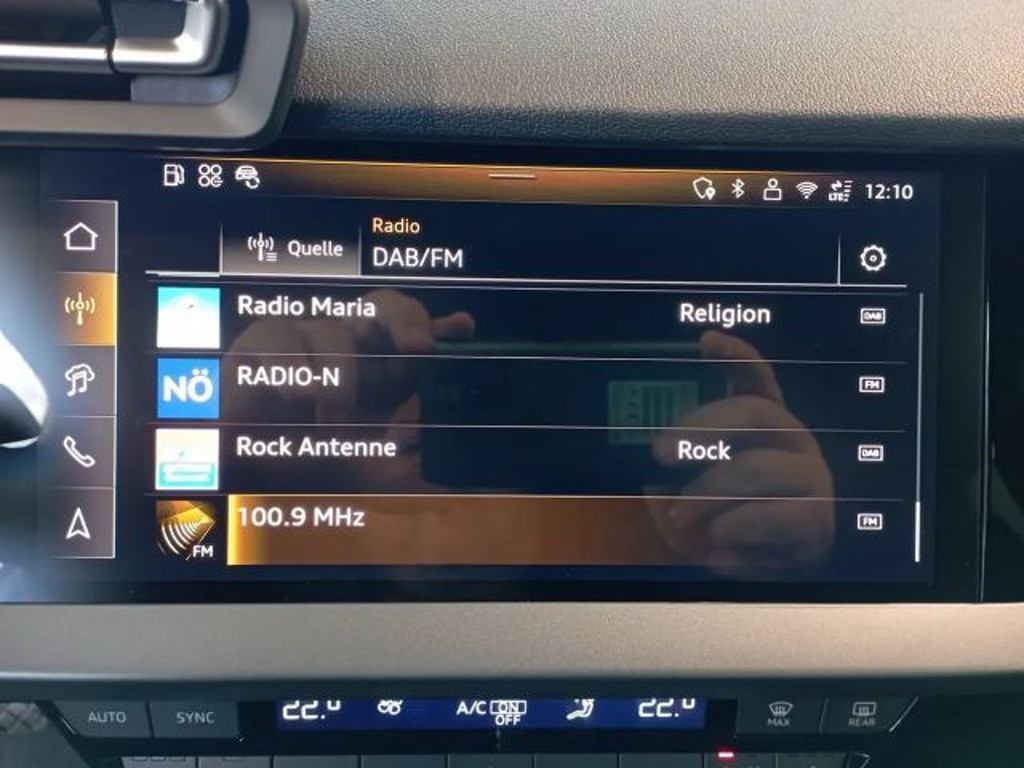 LTE 12:10
Quelle
Radio
DAB/FM
Radio Maria Religion DAB
NÖ RADIO-N FM
Rock Antenne Rock DAB
FM 100.9 MHz FM
AUTO SYNC 22.0 A/C ON 22.0 MAX REAR
OFF